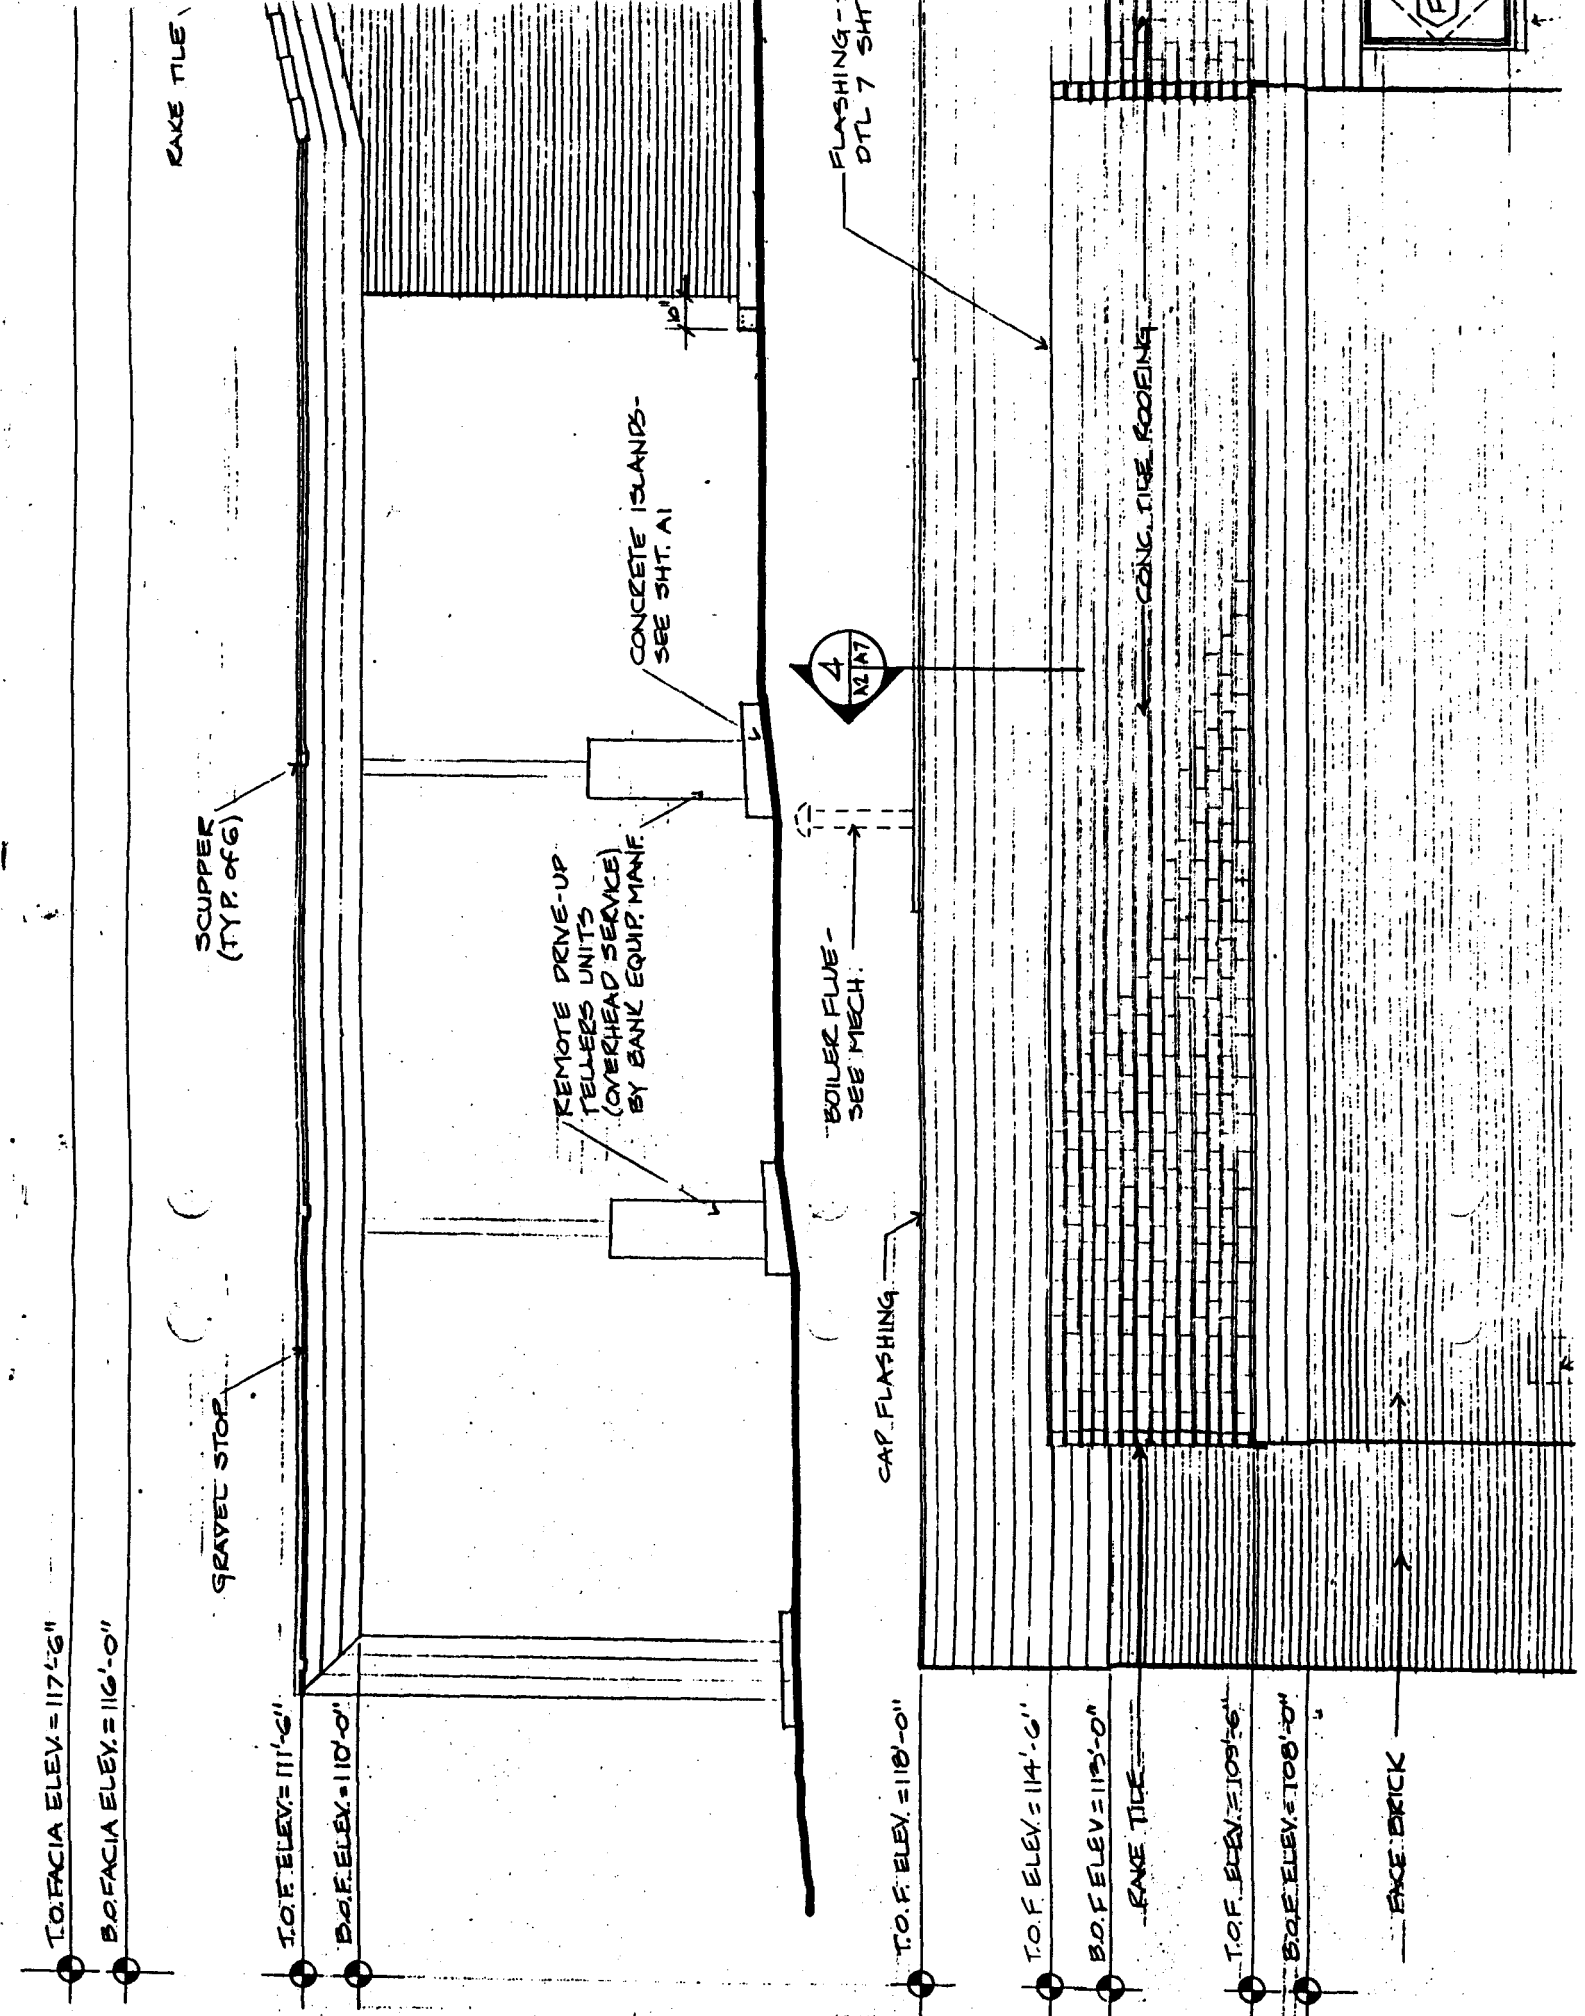 T.O. FACIA ELEV. = 117'-6"
B.O. FACIA ELEV. = 116'-0"
RAKE TILE
GRAVEL STOP
SCUPPER
(TYP. OF 6)
T.O.F. ELEV. = 111'-6"
B.O.F. ELEV. = 110'-0"
REMOTE DRIVE-UP
TELLERS UNITS
(OVERHEAD SERVICE)
BY BANK EQUIP. MANF.
CONCRETE ISLANDS-
SEE SHT. A1
CAP FLASHING
BOILER FLUE -
SEE MECH.
4
A2 A7
FLASHING -
DTL 7 SHT
T.O.F. ELEV. = 118'-0"
T.O.F ELEV. = 114'-6"
B.O.F ELEV = 113'-0"
RAKE TILE
CONC. TILE ROOFING
T.O.F. ELEV. = 109'-6"
B.O.F. ELEV. = 108'-0"
FACE BRICK